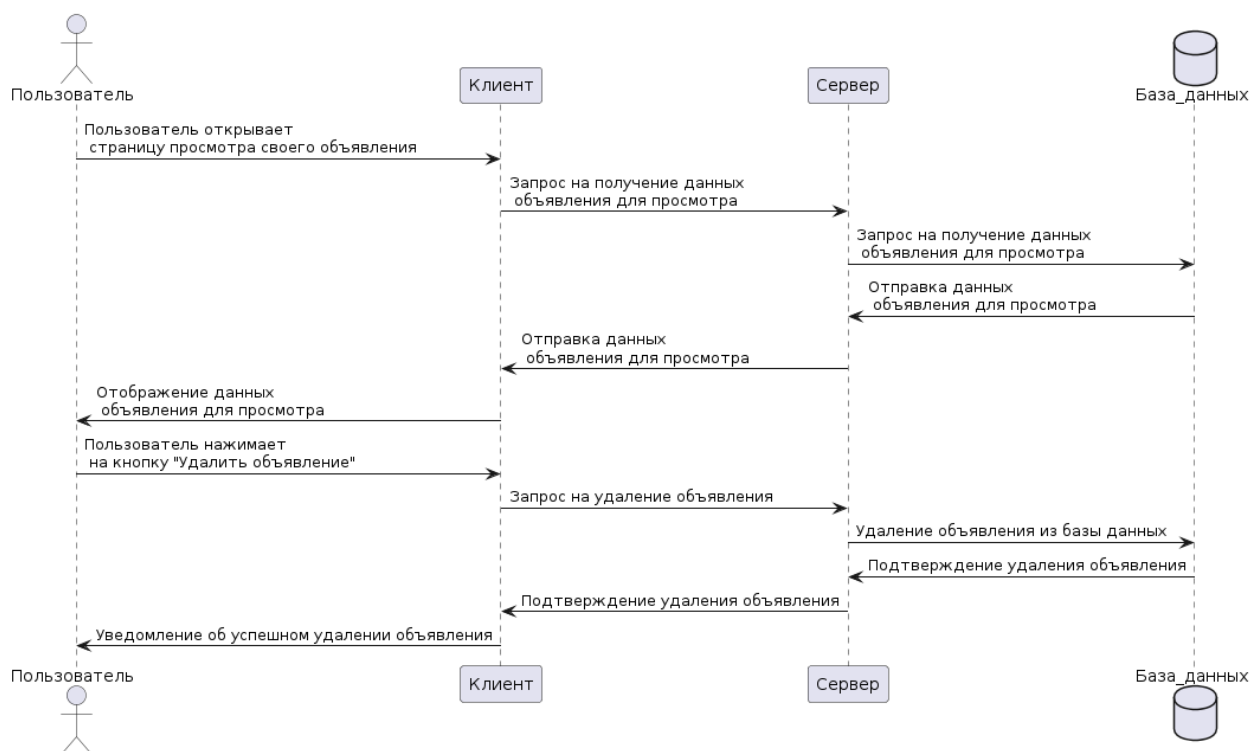 Пользователь
Клиент
Сервер
База_данных
Пользователь открывает
страницу просмотра своего объявления
Запрос на получение данных
объявления для просмотра
Запрос на получение данных
объявления для просмотра
Отправка данных
объявления для просмотра
Отправка данных
объявления для просмотра
Отображение данных
объявления для просмотра
Пользователь нажимает
на кнопку "Удалить объявление"
Запрос на удаление объявления
Удаление объявления из базы данных
Подтверждение удаления объявления
Подтверждение удаления объявления
Уведомление об успешном удалении объявления
Пользователь
Клиент
Сервер
База_данных